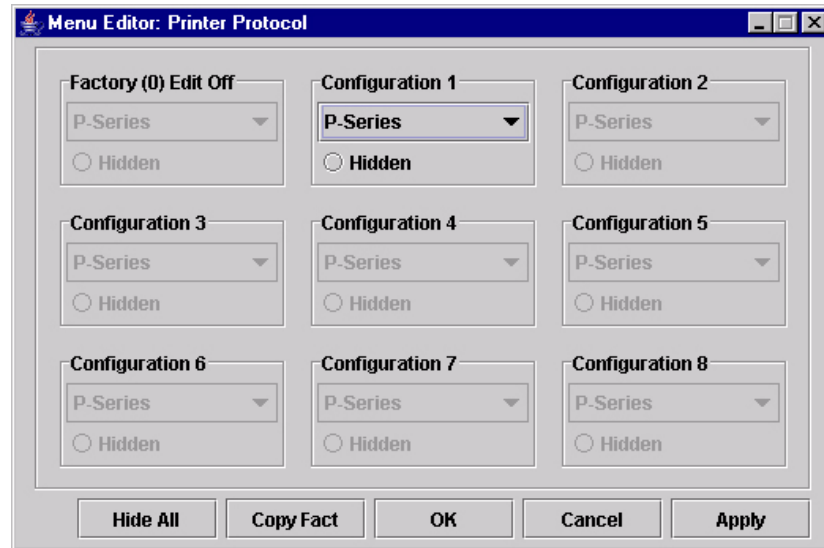 Menu Editor: Printer Protocol
Factory (0) Edit Off
Configuration 1
Configuration 2
P-Series
P-Series
P-Series
Hidden
Hidden
Hidden
Configuration 3
Configuration 4
Configuration 5
P-Series
P-Series
P-Series
Hidden
Hidden
Hidden
Configuration 6
Configuration 7
Configuration 8
P-Series
P-Series
P-Series
Hidden
Hidden
Hidden
Hide All
Copy Fact
OK
Cancel
Apply